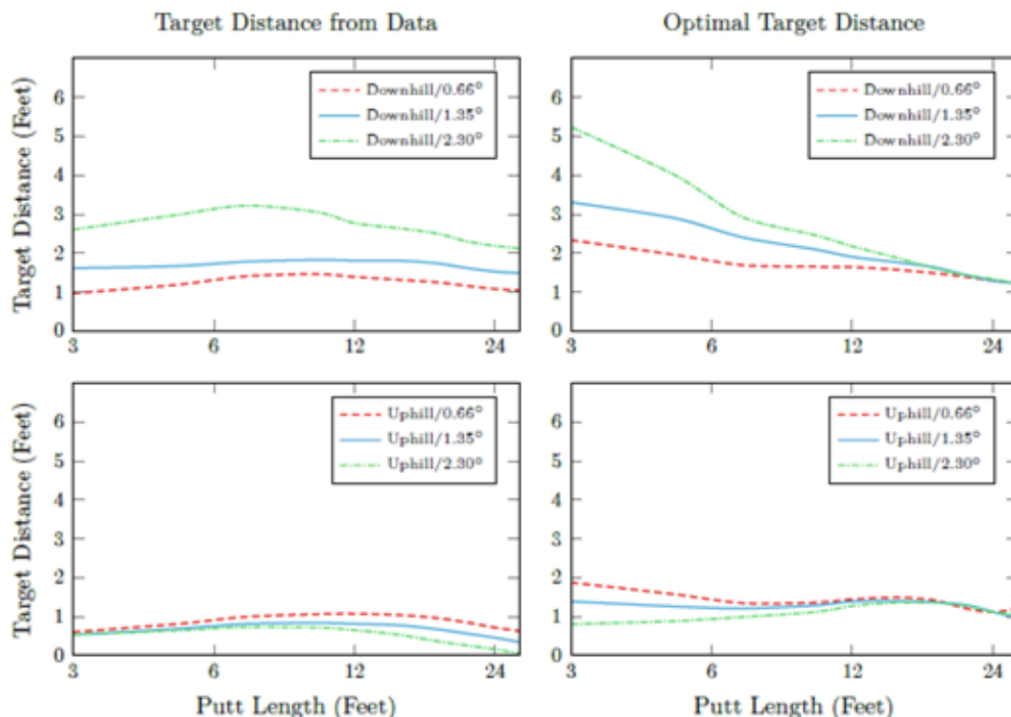 Target Distance from Data
Optimal Target Distance
Target Distance (Feet)
6
5
4
3
2
1
0
3
6
12
24
Downhill/0.66°
Downhill/1.35°
Downhill/2.30°
6
5
4
3
2
1
0
3
6
12
24
Downhill/0.66°
Downhill/1.35°
Downhill/2.30°
Target Distance (Feet)
6
5
4
3
2
1
0
3
6
12
24
Uphill/0.66°
Uphill/1.35°
Uphill/2.30°
Putt Length (Feet)
6
5
4
3
2
1
0
3
6
12
24
Uphill/0.66°
Uphill/1.35°
Uphill/2.30°
Putt Length (Feet)